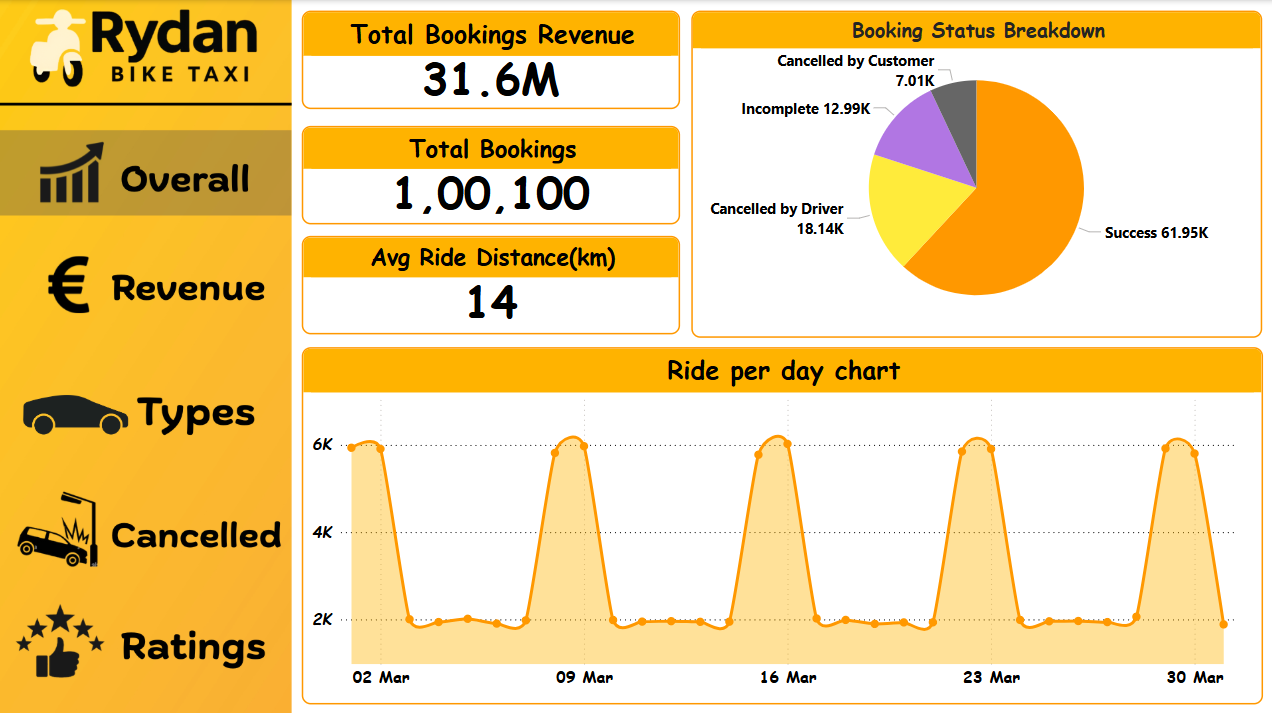 Rydan
BIKE TAXI
Overall
€ Revenue
Types
Cancelled
Ratings
Total Bookings Revenue
31.6M
Total Bookings
1,00,100
Avg Ride Distance(km)
14
Booking Status Breakdown
Cancelled by Customer
7.01K
Incomplete 12.99K
Cancelled by Driver
18.14K
Success 61.95K
Ride per day chart
6K
4K
2K
02 Mar 09 Mar 16 Mar 23 Mar 30 Mar